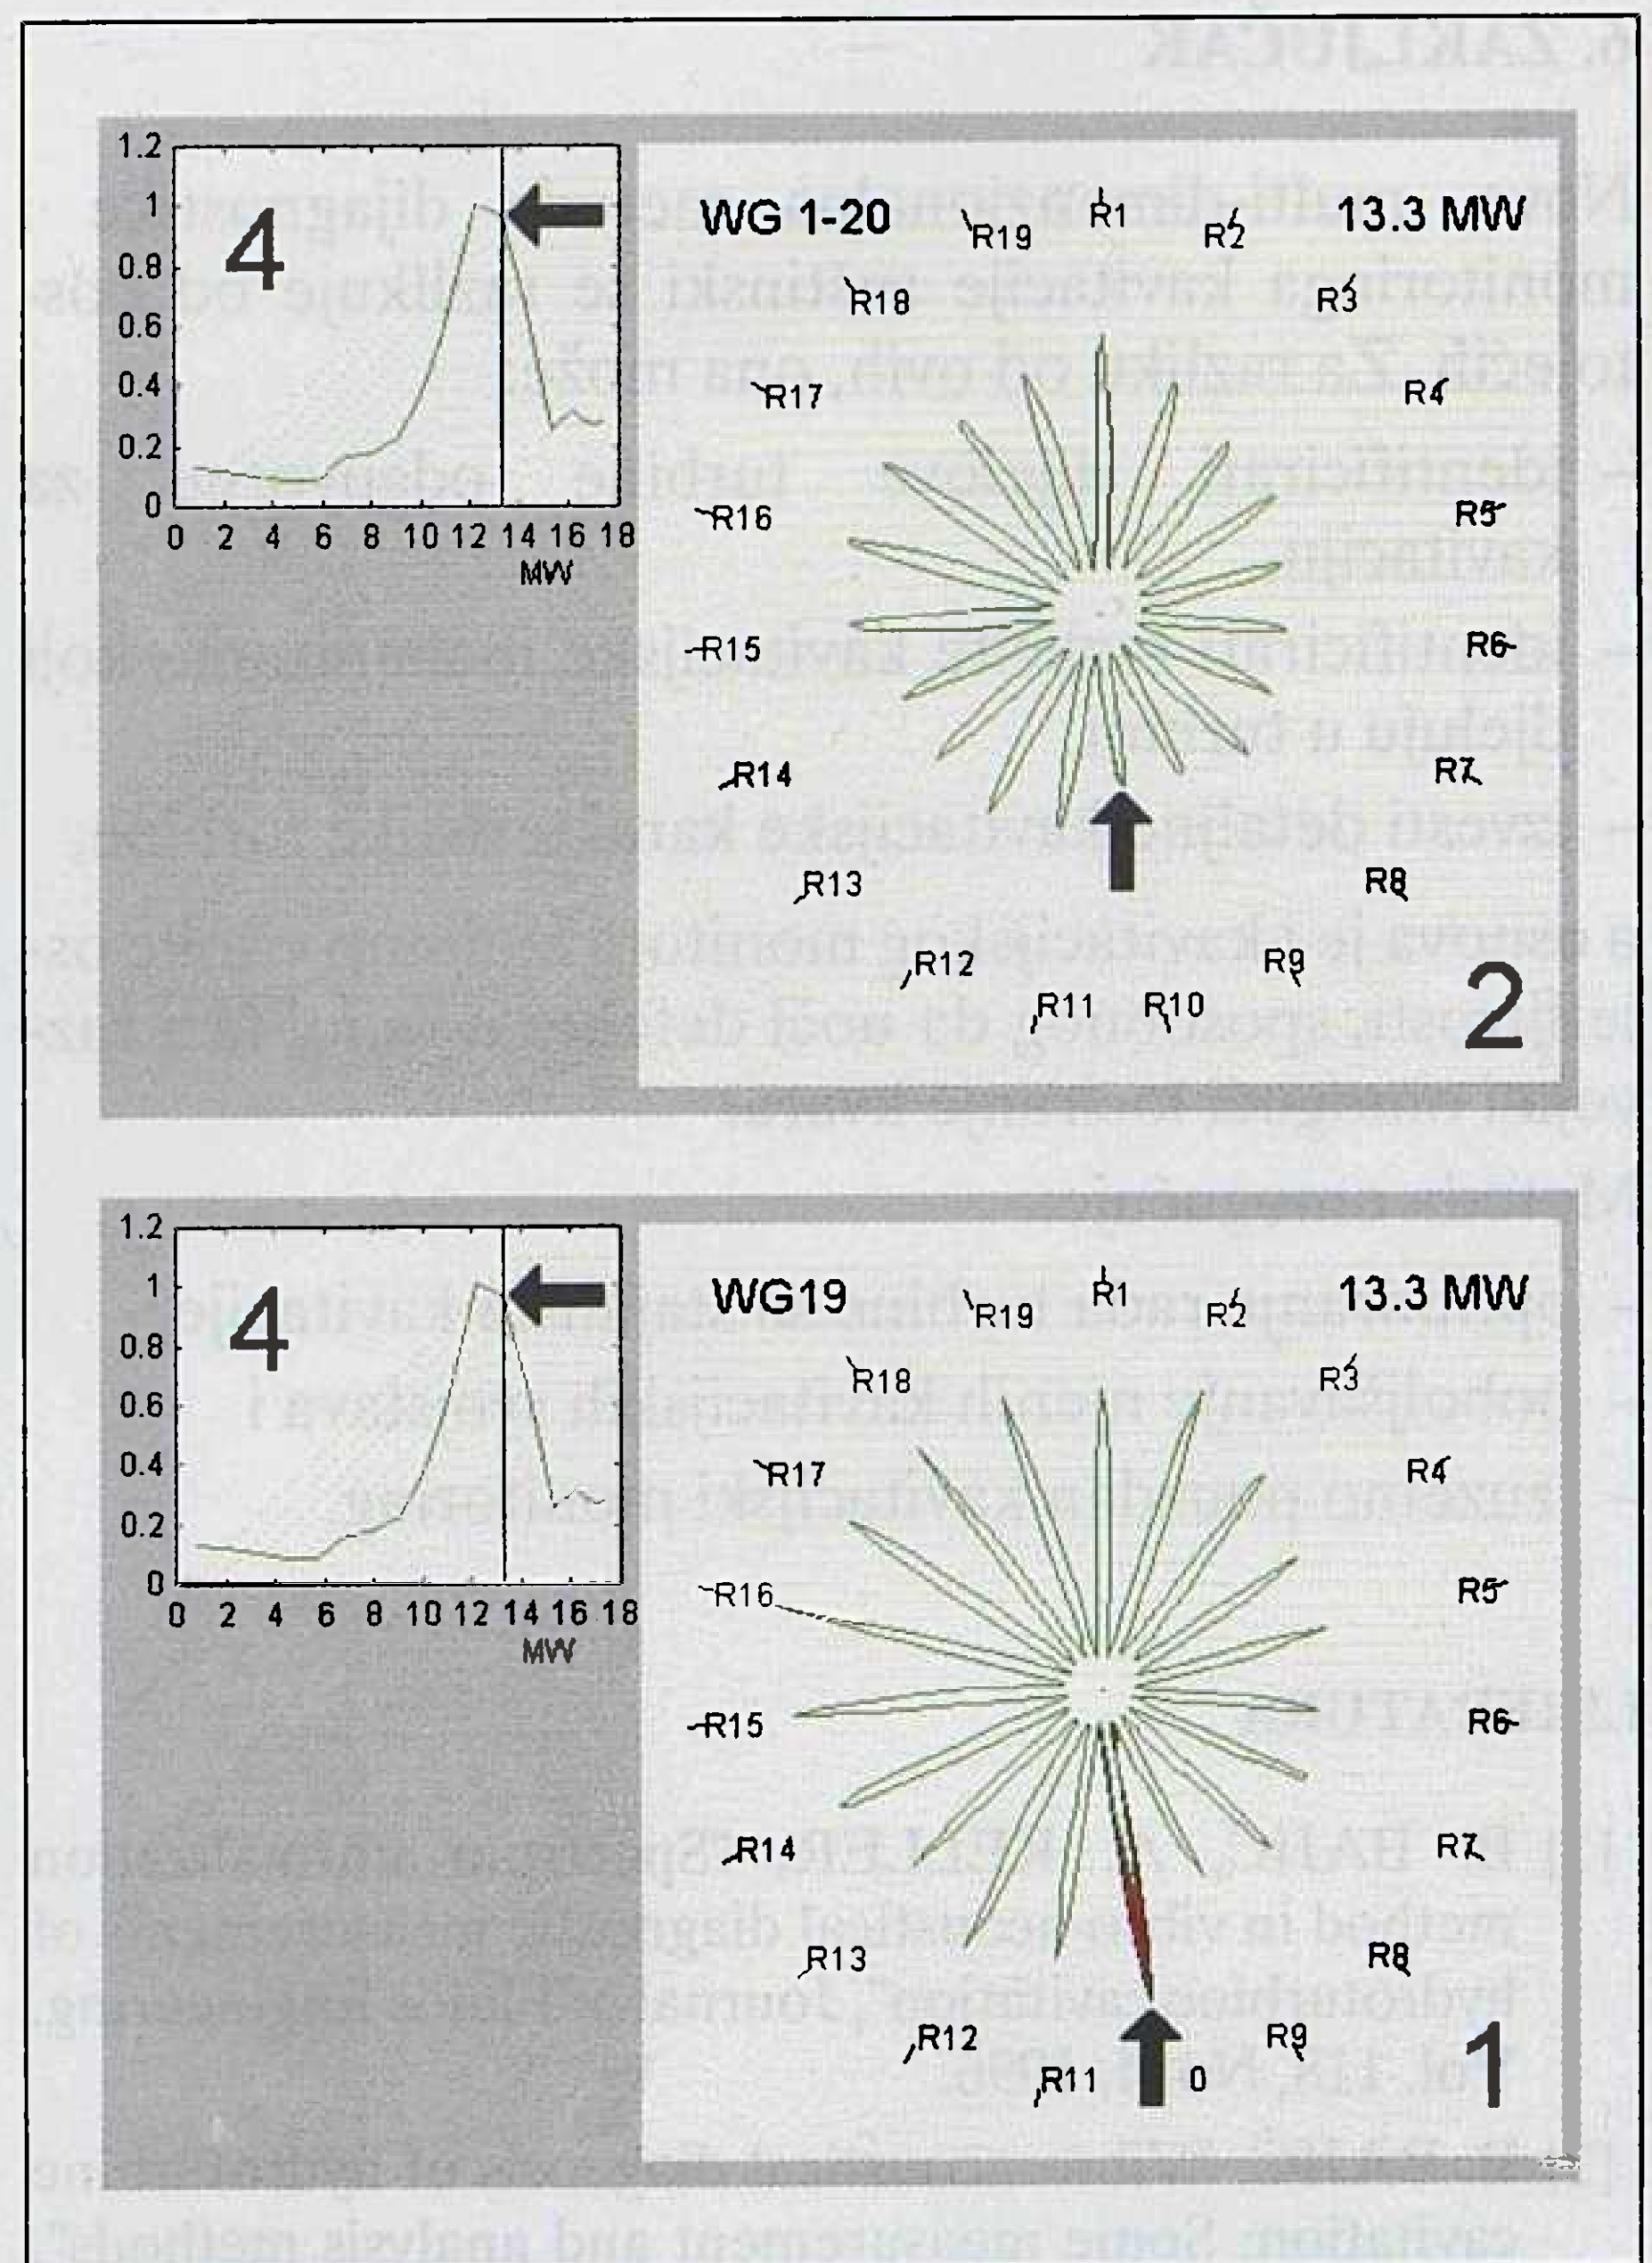 1.2
1
0.8
0.6
0.4
0.2
0
0 2 4 6 8 10 12 14 16 18
MW
4
WG 1-20
13.3 MW
R1
R2
R3
R4
R5
R6
R7
R8
R9
R10
R11
R12
R13
R14
R15
R16
R17
R18
R19
2
1.2
1
0.8
0.6
0.4
0.2
0
0 2 4 6 8 10 12 14 16 18
MW
4
WG19
13.3 MW
R1
R2
R3
R4
R5
R6
R7
R8
R9
0
R11
R12
R13
R14
R15
R16
R17
R18
R19
1